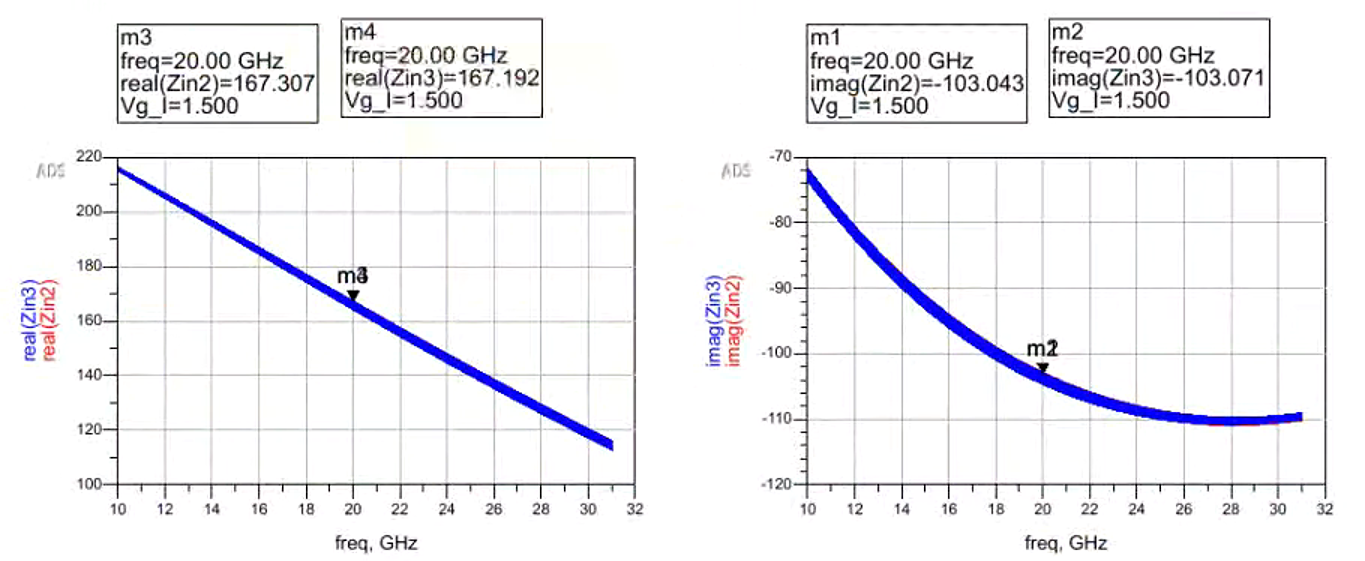 m3
freq=20.00 GHz
real(Zin2)=167.307
Vg_I=1.500
m4
freq=20.00 GHz
real(Zin3)=167.192
Vg_I=1.500
ADS
220
200
180
160
140
120
100
real(Zin3)
real(Zin2)
10 12 14 16 18 20 22 24 26 28 30 32
freq, GHz
m1
freq=20.00 GHz
imag(Zin2)=-103.043
Vg_I=1.500
m2
freq=20.00 GHz
imag(Zin3)=-103.071
Vg_I=1.500
ADS
-70
-80
-90
-100
-110
-120
imag(Zin3)
imag(Zin2)
10 12 14 16 18 20 22 24 26 28 30 32
freq, GHz